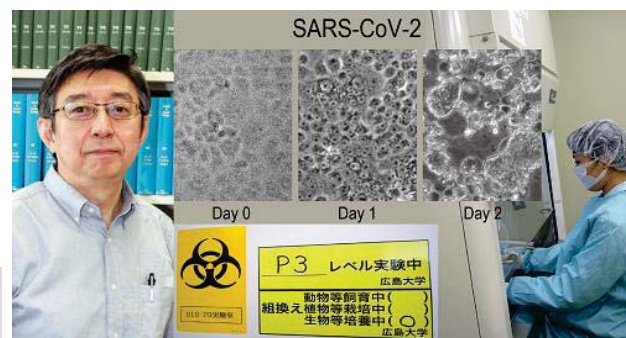 SARS-CoV-2
Day 0
Day 1
Day 2
P3 レベル実験中
広島大学
動物等飼育中( )
組換え植物等栽培中( )
生物等培養中( ○ )
広島大学